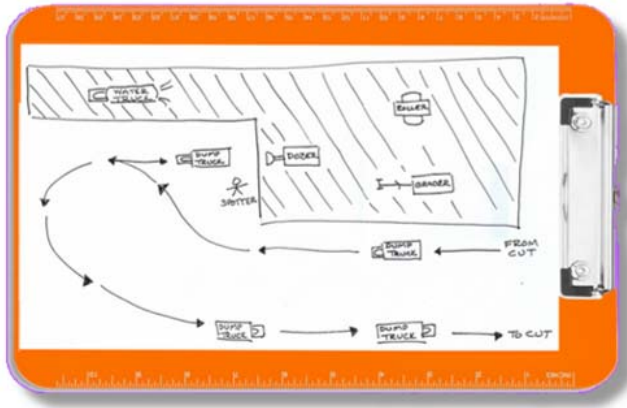 WATER
TRUCK
ROLLER
DUMP
TRUCK
DOZER
GRADER
SPOTTER
DUMP
TRUCK
FROM
CUT
DUMP
TRUCK
DUMP
TRUCK
TO CUT